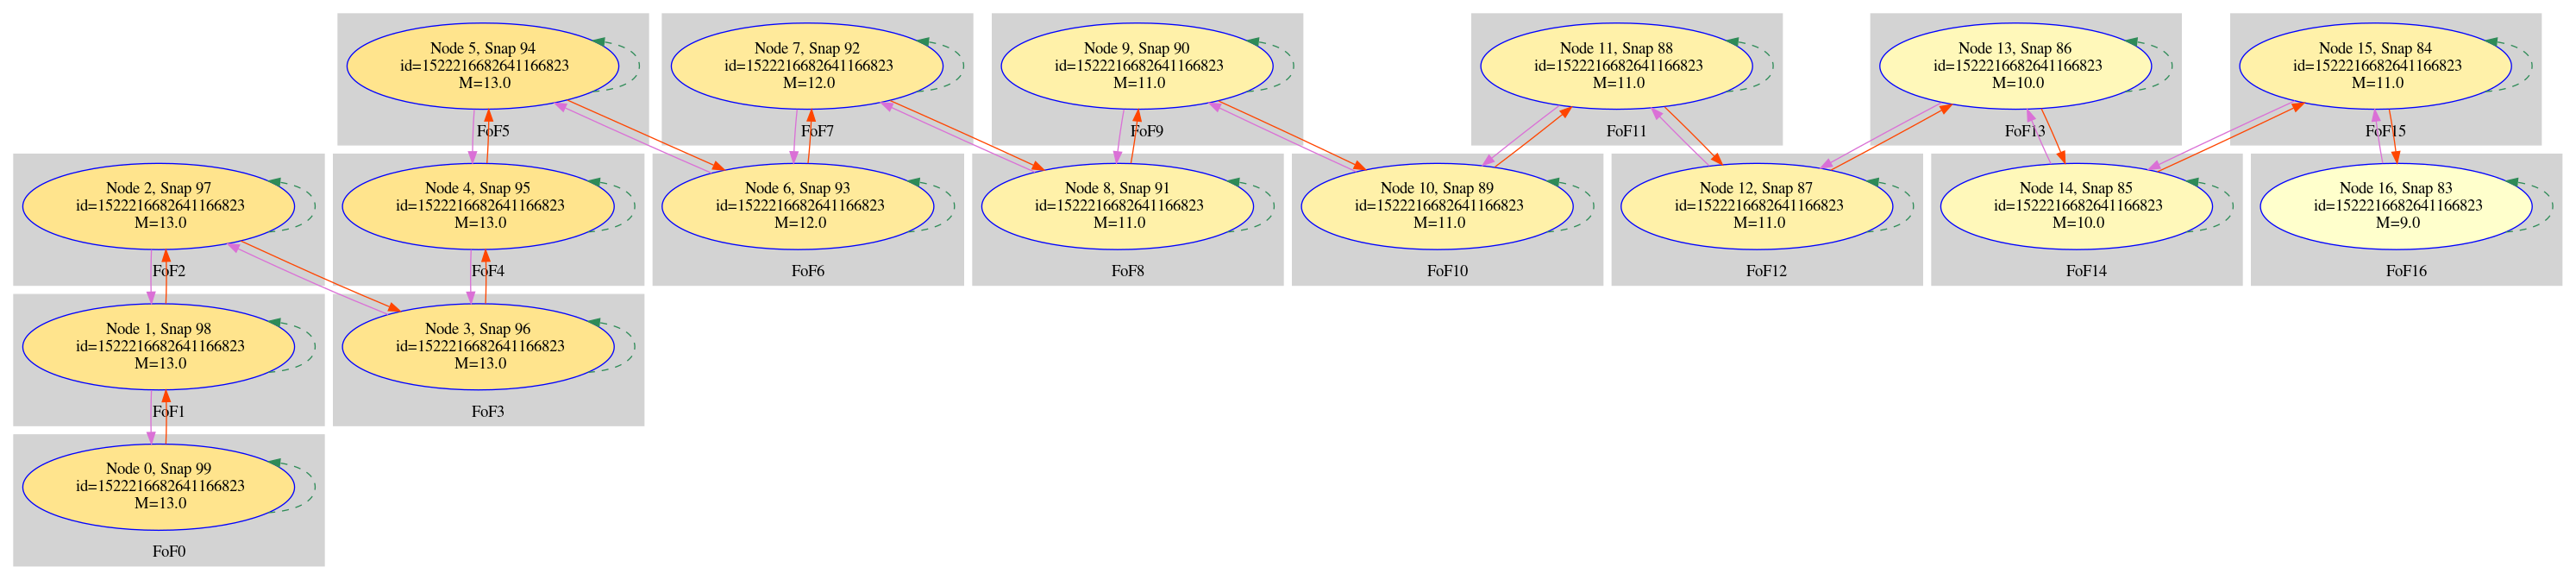 Node 5, Snap 94
id=1522216682641166823
M=13.0
FoF5
Node 7, Snap 92
id=1522216682641166823
M=12.0
FoF7
Node 9, Snap 90
id=1522216682641166823
M=11.0
FoF9
Node 11, Snap 88
id=1522216682641166823
M=11.0
FoF11
Node 13, Snap 86
id=1522216682641166823
M=10.0
FoF13
Node 15, Snap 84
id=1522216682641166823
M=11.0
FoF15
Node 2, Snap 97
id=1522216682641166823
M=13.0
FoF2
Node 4, Snap 95
id=1522216682641166823
M=13.0
FoF4
Node 6, Snap 93
id=1522216682641166823
M=12.0
FoF6
Node 8, Snap 91
id=1522216682641166823
M=11.0
FoF8
Node 10, Snap 89
id=1522216682641166823
M=11.0
FoF10
Node 12, Snap 87
id=1522216682641166823
M=11.0
FoF12
Node 14, Snap 85
id=1522216682641166823
M=10.0
FoF14
Node 16, Snap 83
id=1522216682641166823
M=9.0
FoF16
Node 1, Snap 98
id=1522216682641166823
M=13.0
FoF1
Node 3, Snap 96
id=1522216682641166823
M=13.0
FoF3
Node 0, Snap 99
id=1522216682641166823
M=13.0
FoF0